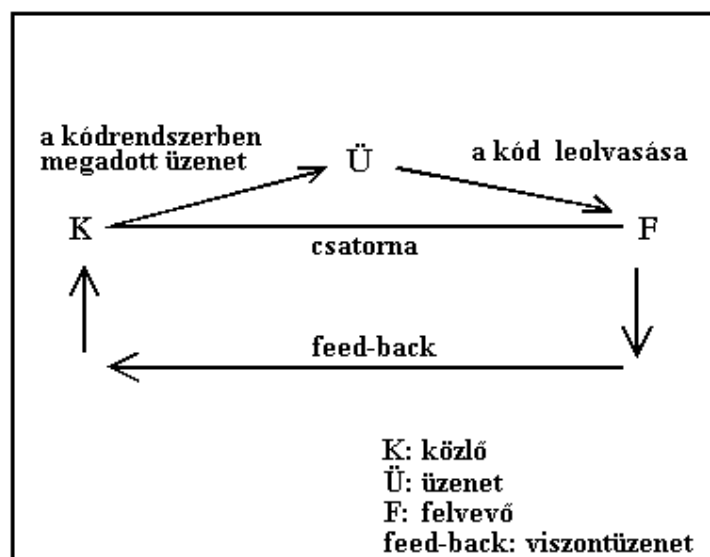 a kódrendszerben
megadott üzenet
Ü
a kód leolvasása
K
F
csatorna
feed-back
K: közlő
Ü: üzenet
F: felvevő
feed-back: viszontüzenet